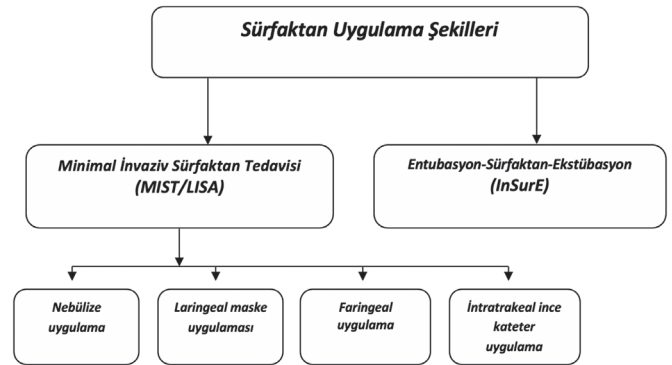 Sürfaktan Uygulama Şekilleri
Minimal İnvaziv Sürfaktan Tedavisi
(MIST/LISA)
Entubasyon-Sürfaktan-Ekstübasyon
(InSurE)
Nebülize
uygulama
Laringeal maske
uygulaması
Faringeal
uygulama
İntratrakeal ince
kateter
uygulama